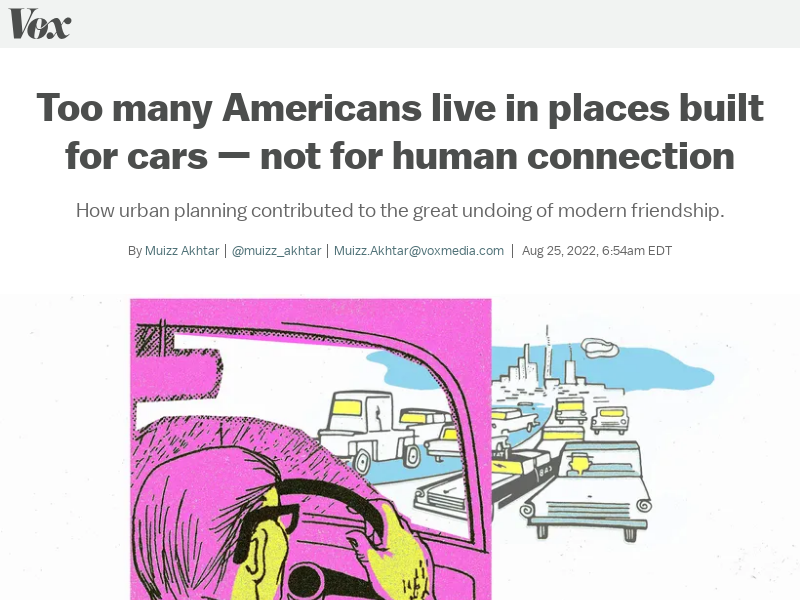 Vox
Too many Americans live in places built
for cars — not for human connection
How urban planning contributed to the great undoing of modern friendship.
By Muizz Akhtar | @muizz_akhtar | Muizz.Akhtar@voxmedia.com | Aug 25, 2022, 6:54am EDT